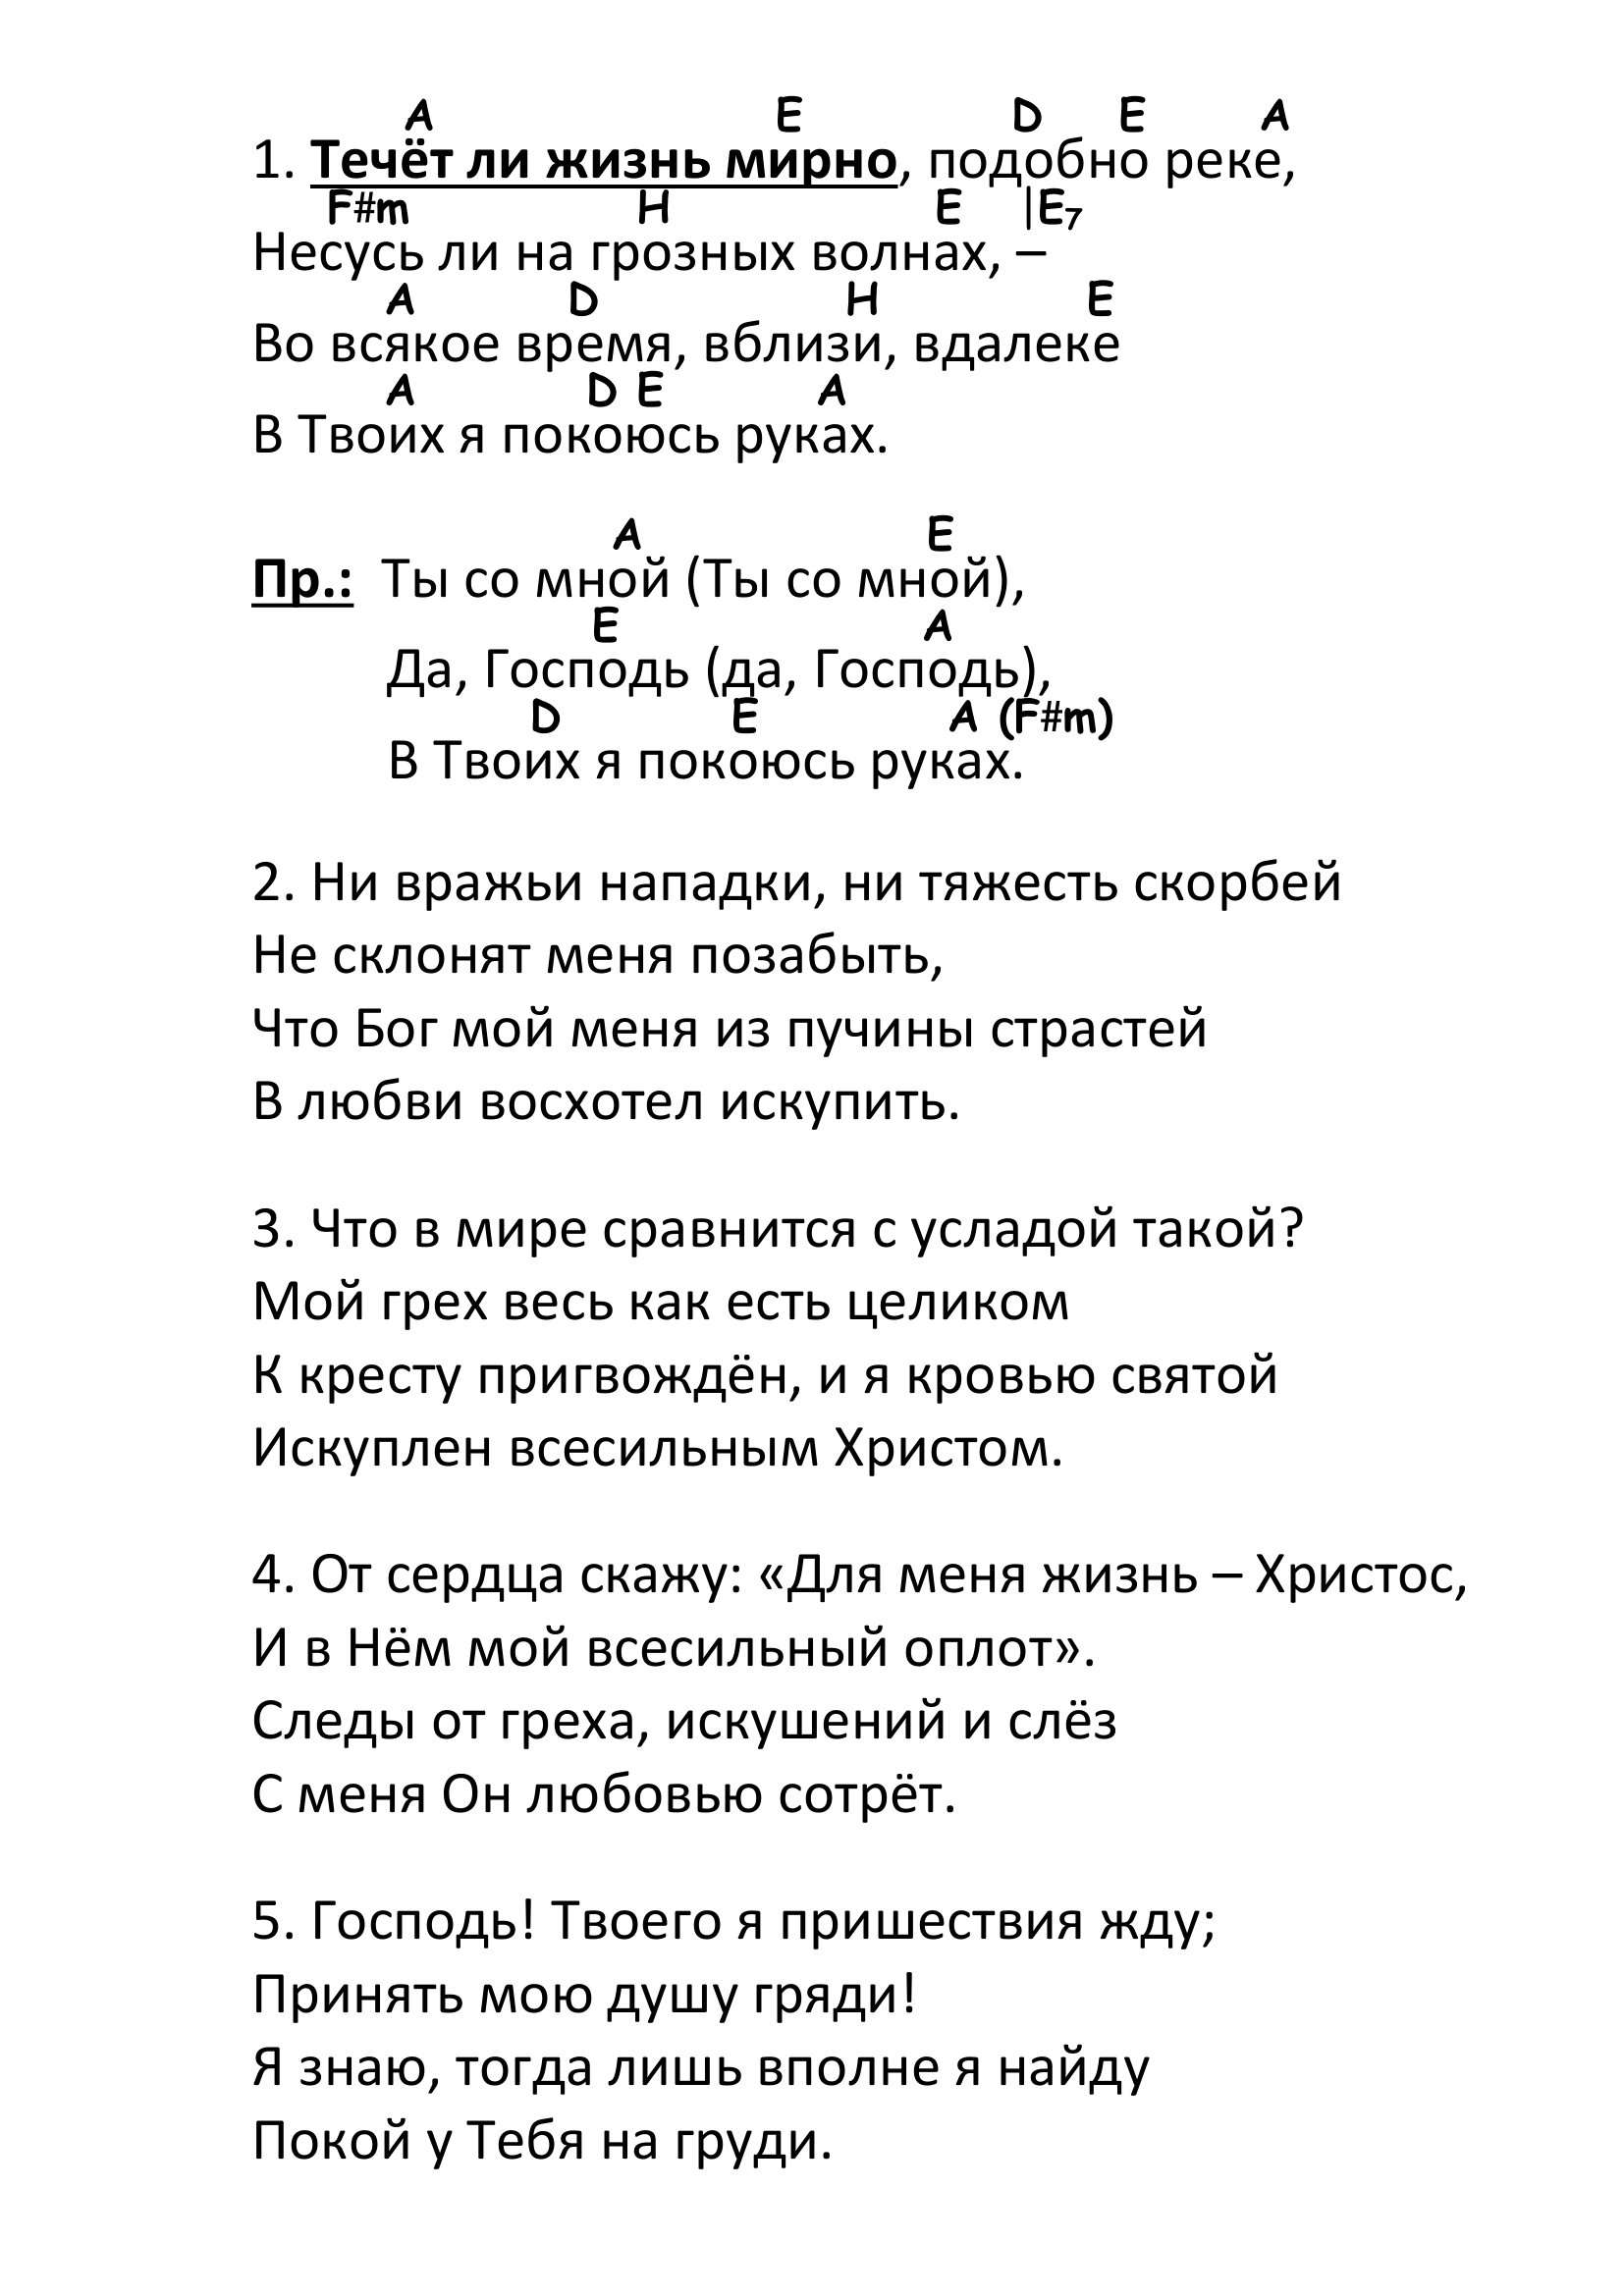 A E D E A
1. Течёт ли жизнь мирно, подобно реке,
F#m H E |E7
Несусь ли на грозных волнах, –
A D H E
Во всякое время, вблизи, вдалеке
A D E A
В Твоих я покоюсь руках.
A E
Пр.: Ты со мной (Ты со мной),
E A
Да, Господь (да, Господь),
D E A (F#m)
В Твоих я покоюсь руках.
2. Ни вражьи нападки, ни тяжесть скорбей
Не склонят меня позабыть,
Что Бог мой меня из пучины страстей
В любви восхотел искупить.
3. Что в мире сравнится с усладой такой?
Мой грех весь как есть целиком
К кресту пригвождён, и я кровью святой
Искуплен всесильным Христом.
4. От сердца скажу: «Для меня жизнь – Христос,
И в Нём мой всесильный оплот».
Следы от греха, искушений и слёз
С меня Он любовью сотрёт.
5. Господь! Твоего я пришествия жду;
Принять мою душу гряди!
Я знаю, тогда лишь вполне я найду
Покой у Тебя на груди.